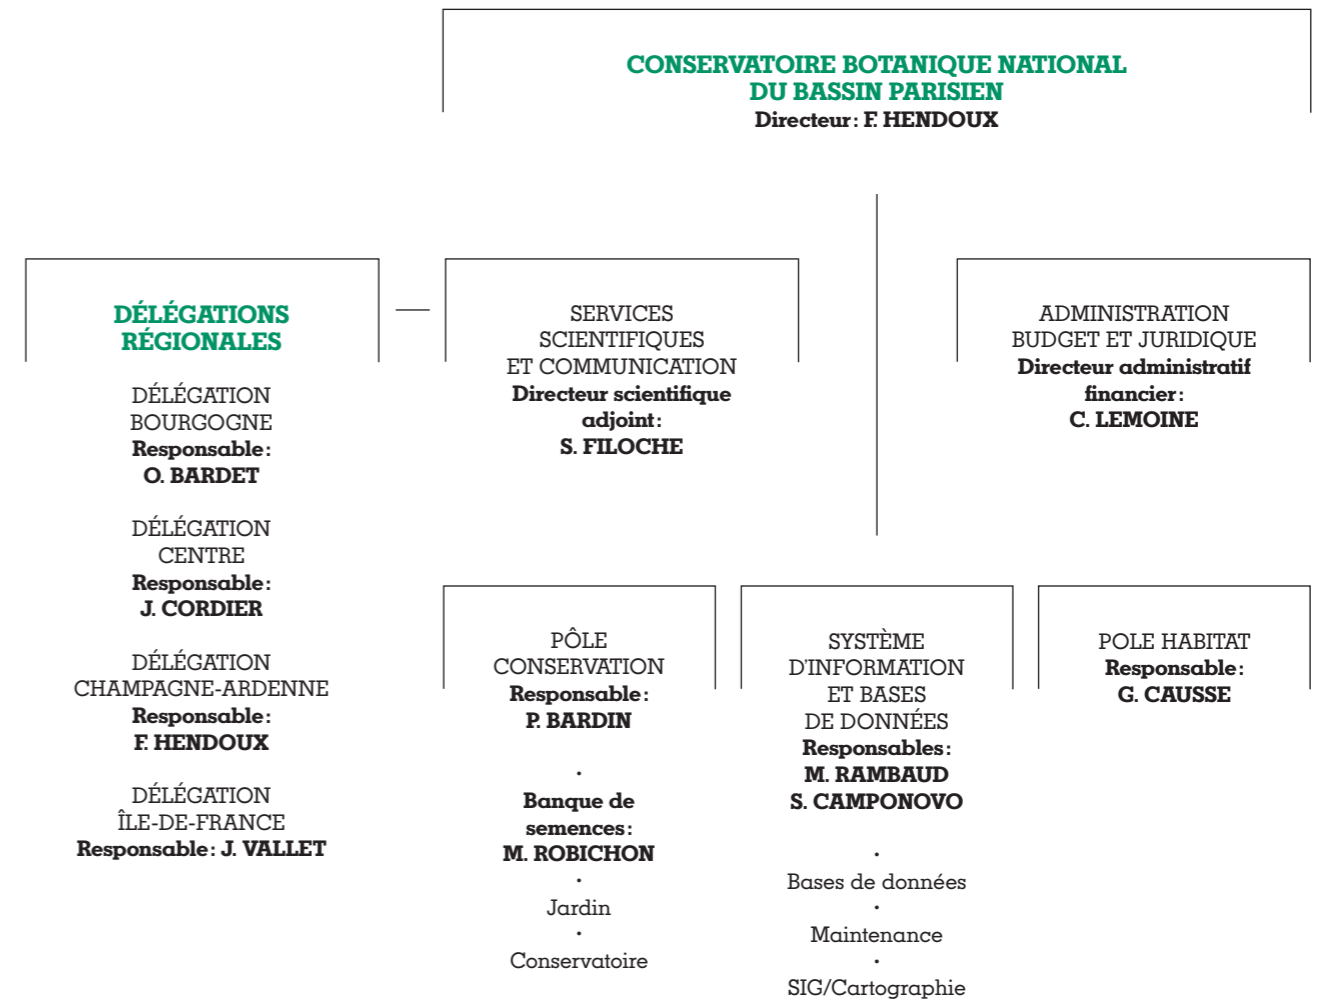 CONSERVATOIRE BOTANIQUE NATIONAL
DU BASSIN PARISIEN
Directeur : F. HENDOUX
DÉLÉGATIONS
RÉGIONALES
DÉLÉGATION
BOURGOGNE
Responsable :
O. BARDET
DÉLÉGATION
CENTRE
Responsable :
J. CORDIER
DÉLÉGATION
CHAMPAGNE-ARDENNE
Responsable :
F. HENDOUX
DÉLÉGATION
ÎLE-DE-FRANCE
Responsable : J. VALLET
SERVICES
SCIENTIFIQUES
ET COMMUNICATION
Directeur scientifique
adjoint :
S. FILOCHE
ADMINISTRATION
BUDGET ET JURIDIQUE
Directeur administratif
financier :
C. LEMOINE
PÔLE
CONSERVATION
Responsable :
P. BARDIN
·
Banque de
semences :
M. ROBICHON
·
Jardin
·
Conservatoire
SYSTÈME
D'INFORMATION
ET BASES
DE DONNÉES
Responsables :
M. RAMBAUD
S. CAMPONOVO
·
Bases de données
·
Maintenance
·
SIG/Cartographie
POLE HABITAT
Responsable :
G. CAUSSE